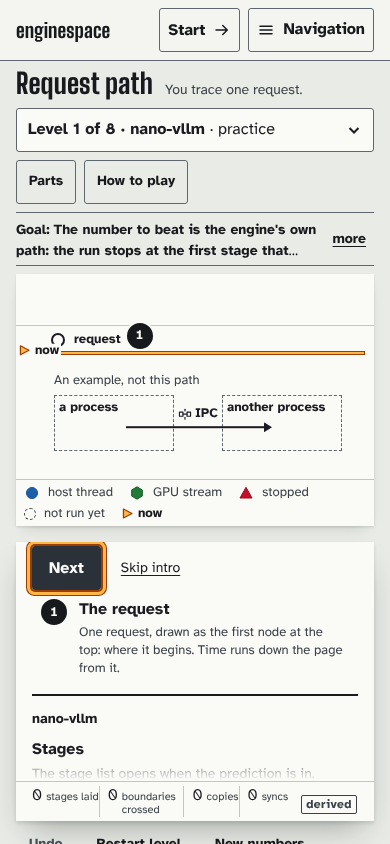 enginespace
Start →
Navigation
Request path You trace one request.
Level 1 of 8 · nano-vllm · practice
Parts
How to play
Goal: The number to beat is the engine's own
path: the run stops at the first stage that…
more
request 1
now
An example, not this path
a process
IPC
another process
host thread
GPU stream
stopped
not run yet
now
Next
Skip intro
1 The request
One request, drawn as the first node at the
top: where it begins. Time runs down the page
from it.
nano-vllm
Stages
The stage list opens when the prediction is in.
0 stages laid
0 boundaries
crossed
0 copies
0 syncs
derived
Undo
Restart level
New numbers